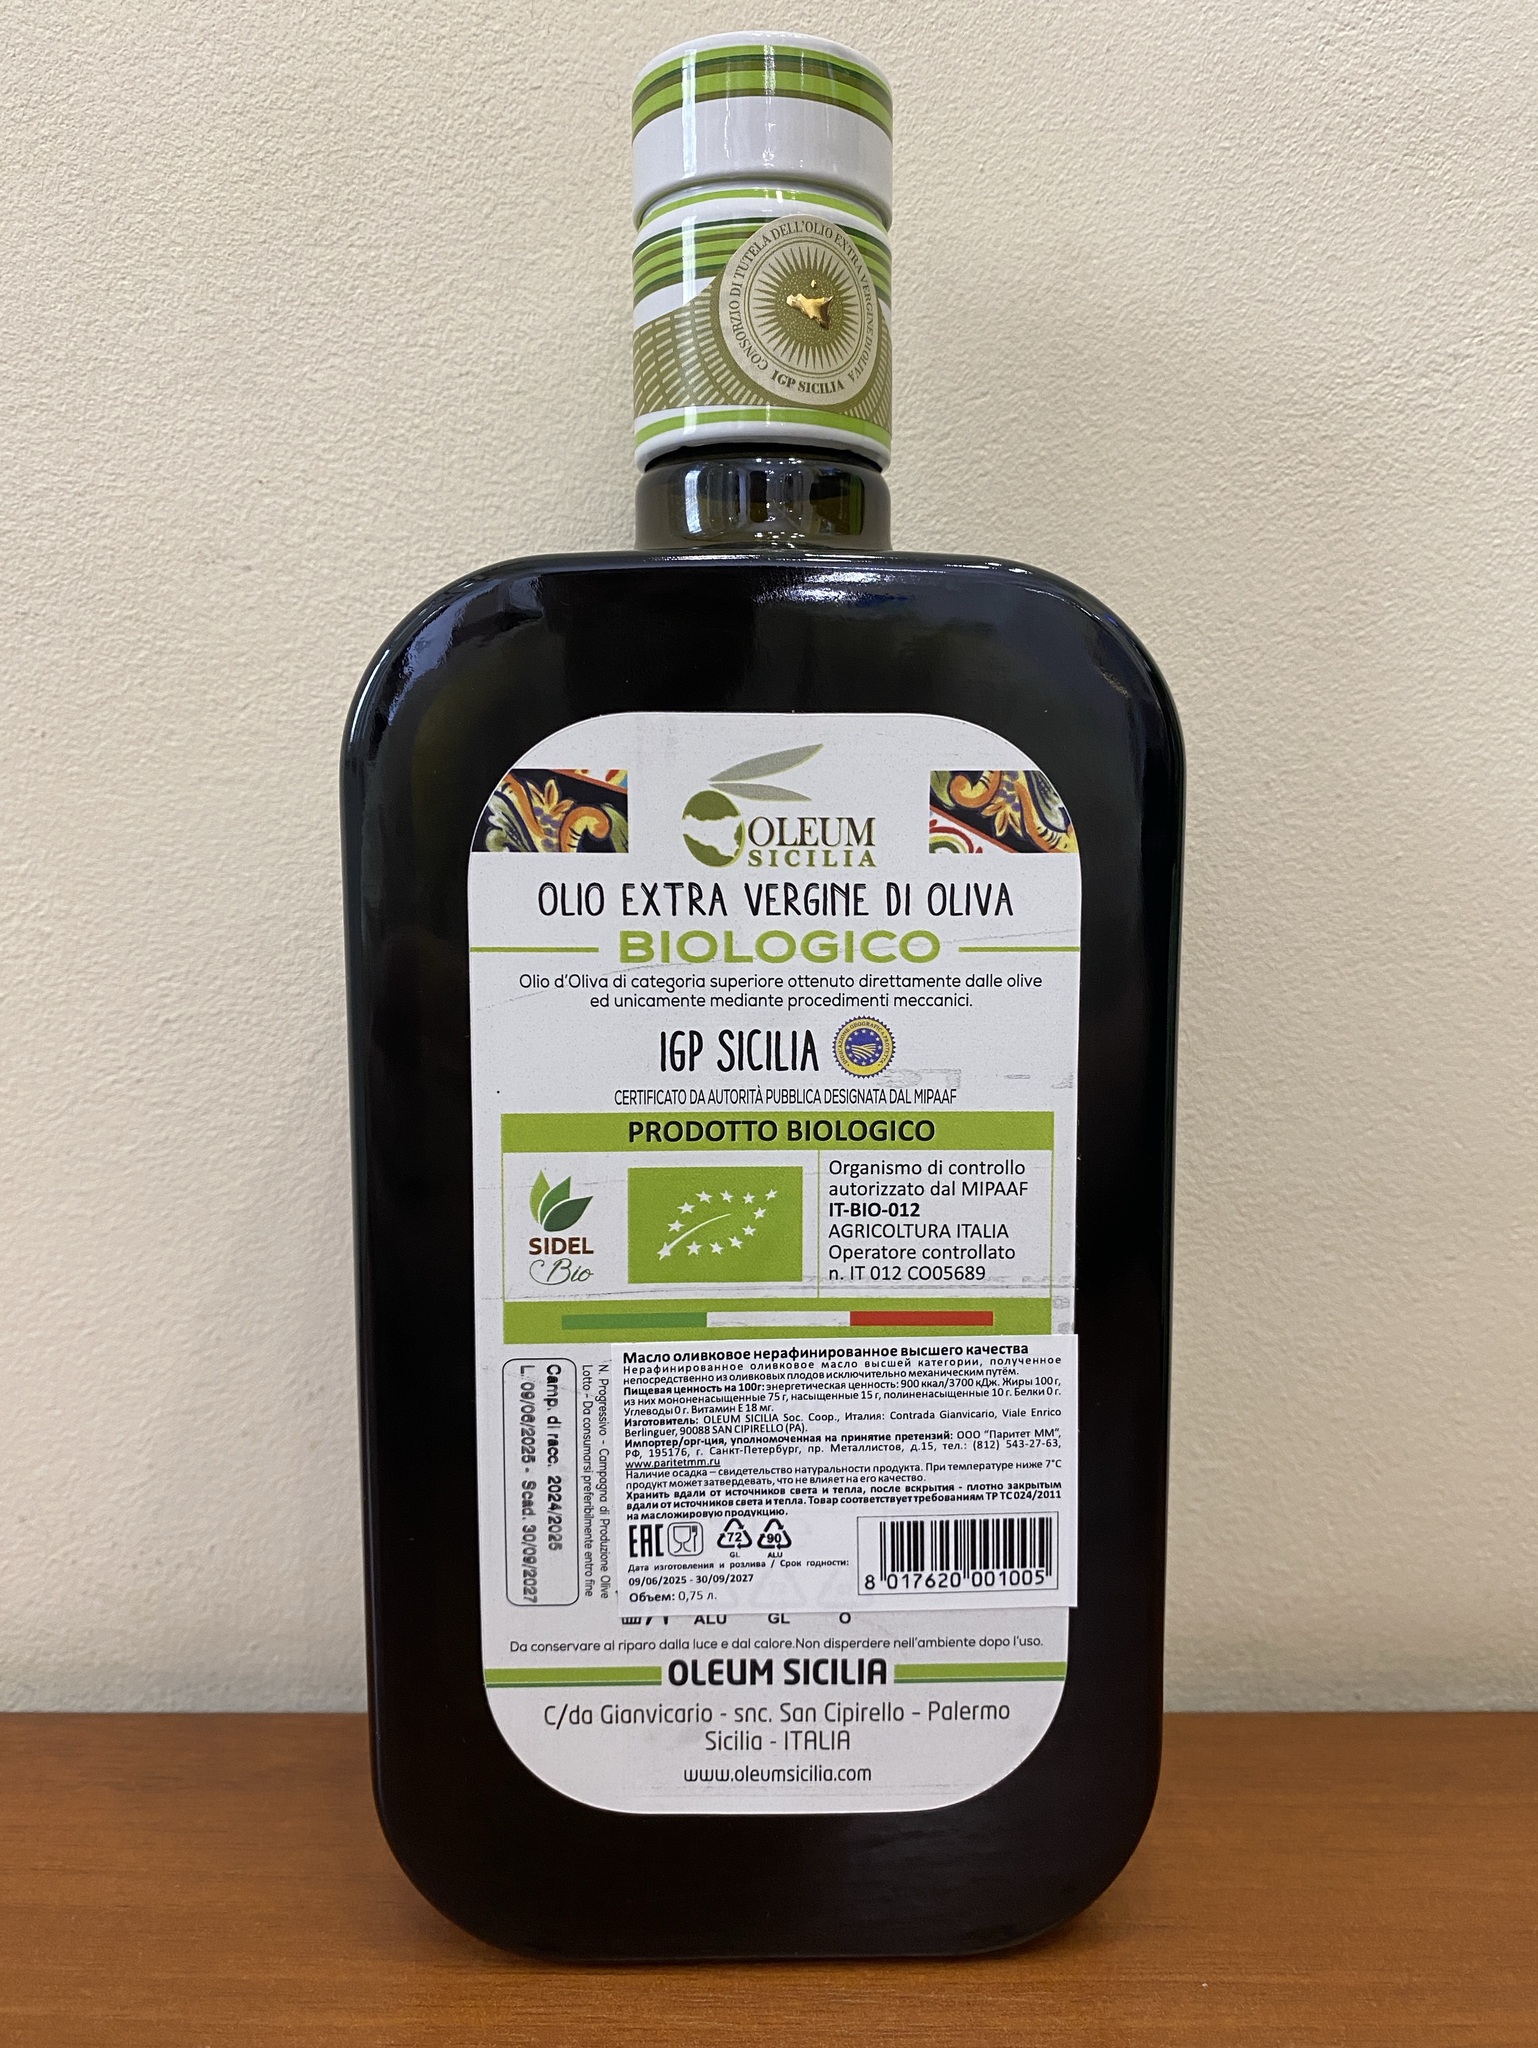 CONSORZIO DI TUTELA DELL'OLIO EXTRA VERGINE DI OLIVA
IGP SICILIA
OLEUM
SICILIA
OLIO EXTRA VERGINE DI OLIVA
BIOLOGICO
Olio d'Oliva di categoria superiore ottenuto direttamente dalle olive
ed unicamente mediante procedimenti meccanici.
IGP SICILIA
INDICAZIONE GEOGRAFICA PROTETTA
CERTIFICATO DA AUTORITÀ PUBBLICA DESIGNATA DAL MIPAAF
PRODOTTO BIOLOGICO
SIDEL
Bio
Organismo di controllo
autorizzato dal MIPAAF
IT-BIO-012
AGRICOLTURA ITALIA
Operatore controllato
n. IT 012 CO05689
N. Progressivo - Campagna di Produzione Olive
Lotto - Da consumarsi preferibilmente entro fine
Camp. di racc. 2024/2025
L. 09/06/2025 - Scad. 30/09/2027
Масло оливковое нерафинированное высшего качества
Нерафинированное оливковое масло высшей категории, полученное
непосредственно из оливковых плодов исключительно механическим путём.
Пищевая ценность на 100г: энергетическая ценность: 900 ккал/3700 кДж. Жиры 100 г,
из них мононенасыщенные 75 г, насыщенные 15 г, полиненасыщенные 10 г. Белки 0 г.
Углеводы 0 г. Витамин Е 18 мг.
Изготовитель: OLEUM SICILIA Soc. Coop., Италия: Contrada Gianvicario, Viale Enrico
Berlinguer, 90088 SAN CIPIRELLO (PA).
Импортер/орг-ция, уполномоченная на принятие претензий: ООО "Паритет ММ",
РФ, 195176, г. Санкт-Петербург, пр. Металлистов, д.15, тел.: (812) 543-27-63,
www.paritetmm.ru
Наличие осадка – свидетельство натуральности продукта. При температуре ниже 7°С
продукт может затвердевать, что не влияет на его качество.
Хранить вдали от источников света и тепла, после вскрытия - плотно закрытым
вдали от источников света и тепла. Товар соответствует требованиям ТР ТС 024/2011
на масложировую продукцию.
EAC
72
GL
90
ALU
Дата изготовления и розлива / Срок годности:
09/06/2025 - 30/09/2027
Объем: 0,75 л.
8 017620 001005
ALU GL O
Da conservare al riparo dalla luce e dal calore.Non disperdere nell'ambiente dopo l'uso.
OLEUM SICILIA
C/da Gianvicario - snc. San Cipirello - Palermo
Sicilia - ITALIA
www.oleumsicilia.com